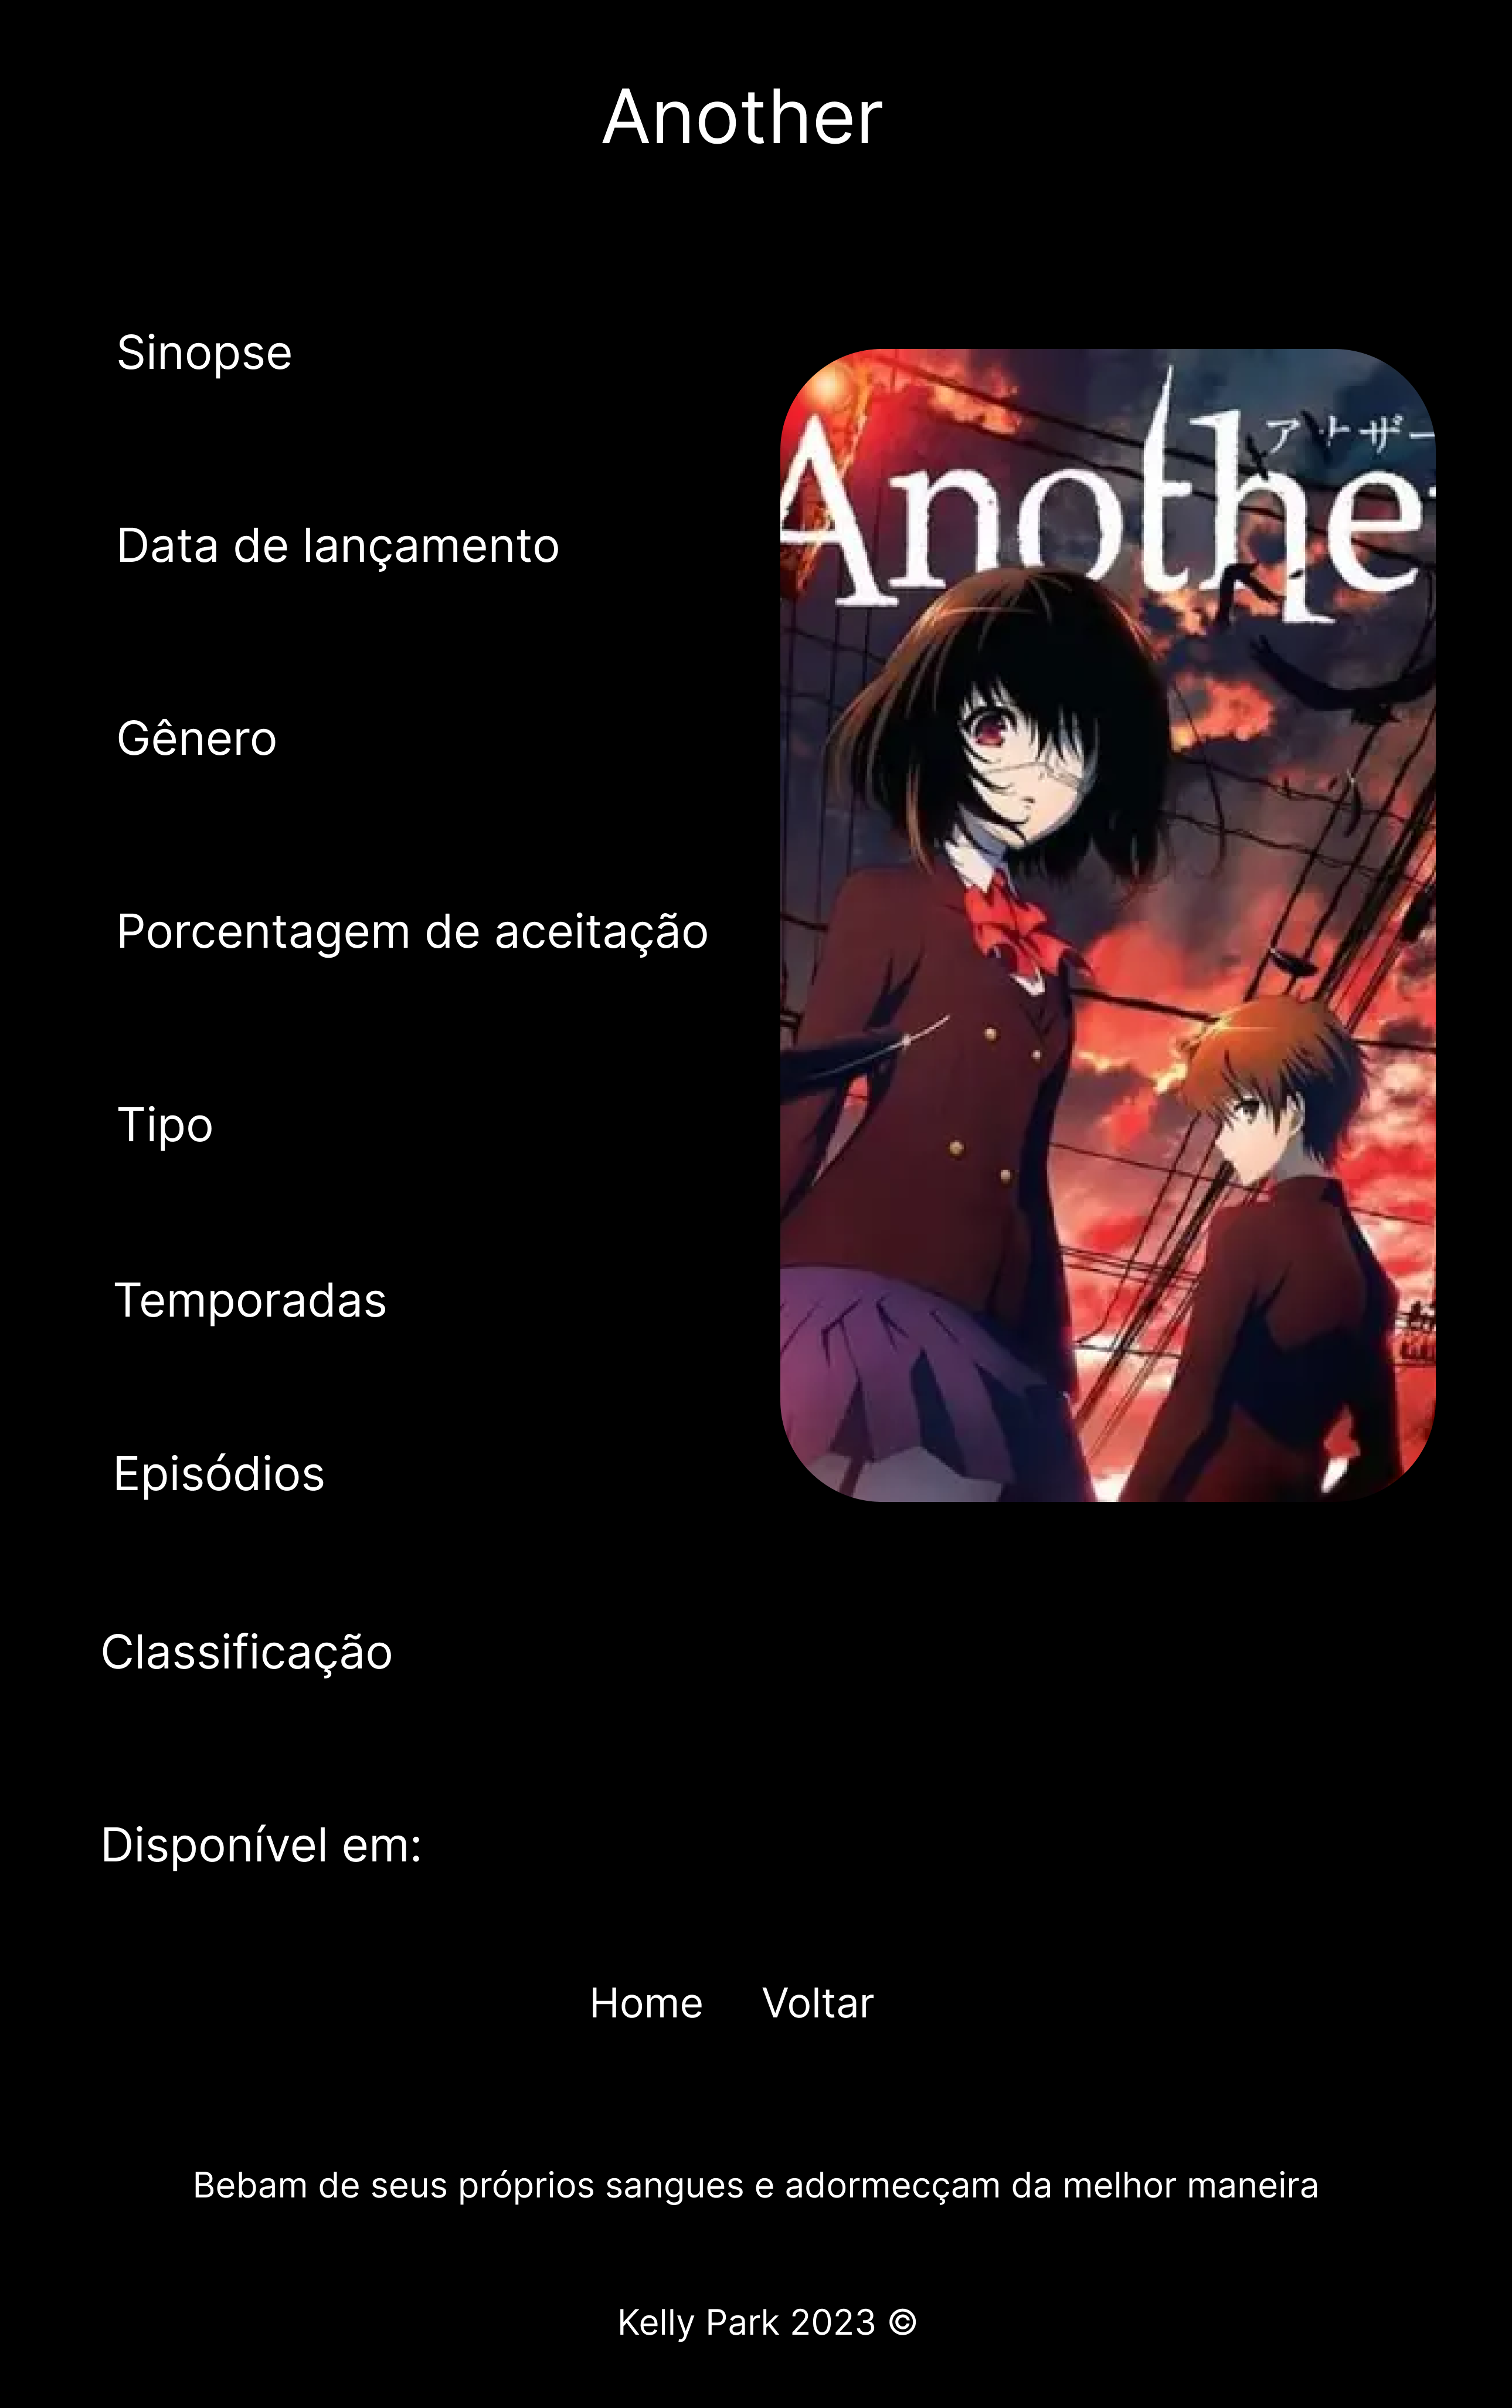 Another
Sinopse
アナザー
Anothe
Data de lançamento
Gênero
Porcentagem de aceitação
Tipo
Temporadas
Episódios
Classificação
Disponível em:
Home Voltar
Bebam de seus próprios sangues e adormecçam da melhor maneira
Kelly Park 2023 ©